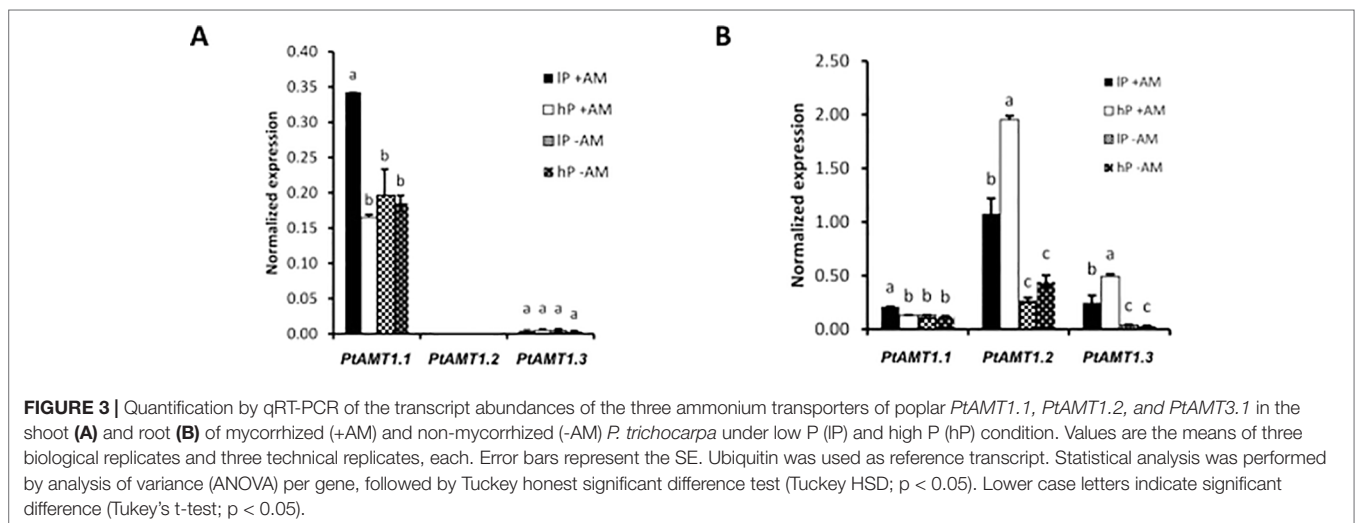 A
Normalized expression
0.40
0.35
0.30
0.25
0.20
0.15
0.10
0.05
0.00
a
b
b
b
a a a a
PtAMT1.1 PtAMT1.2 PtAMT1.3
lP +AM
hP +AM
lP -AM
hP -AM
B
Normalized expression
2.50
2.00
1.50
1.00
0.50
0.00
a b b b
b
a
c
c
b
a
c c
PtAMT1.1 PtAMT1.2 PtAMT1.3
lP +AM
hP +AM
lP -AM
hP -AM
FIGURE 3 | Quantification by qRT-PCR of the transcript abundances of the three ammonium transporters of poplar PtAMT1.1, PtAMT1.2, and PtAMT3.1 in the
shoot (A) and root (B) of mycorrhized (+AM) and non-mycorrhized (-AM) P. trichocarpa under low P (lP) and high P (hP) condition. Values are the means of three
biological replicates and three technical replicates, each. Error bars represent the SE. Ubiquitin was used as reference transcript. Statistical analysis was performed
by analysis of variance (ANOVA) per gene, followed by Tuckey honest significant difference test (Tuckey HSD; p < 0.05). Lower case letters indicate significant
difference (Tukey's t-test; p < 0.05).